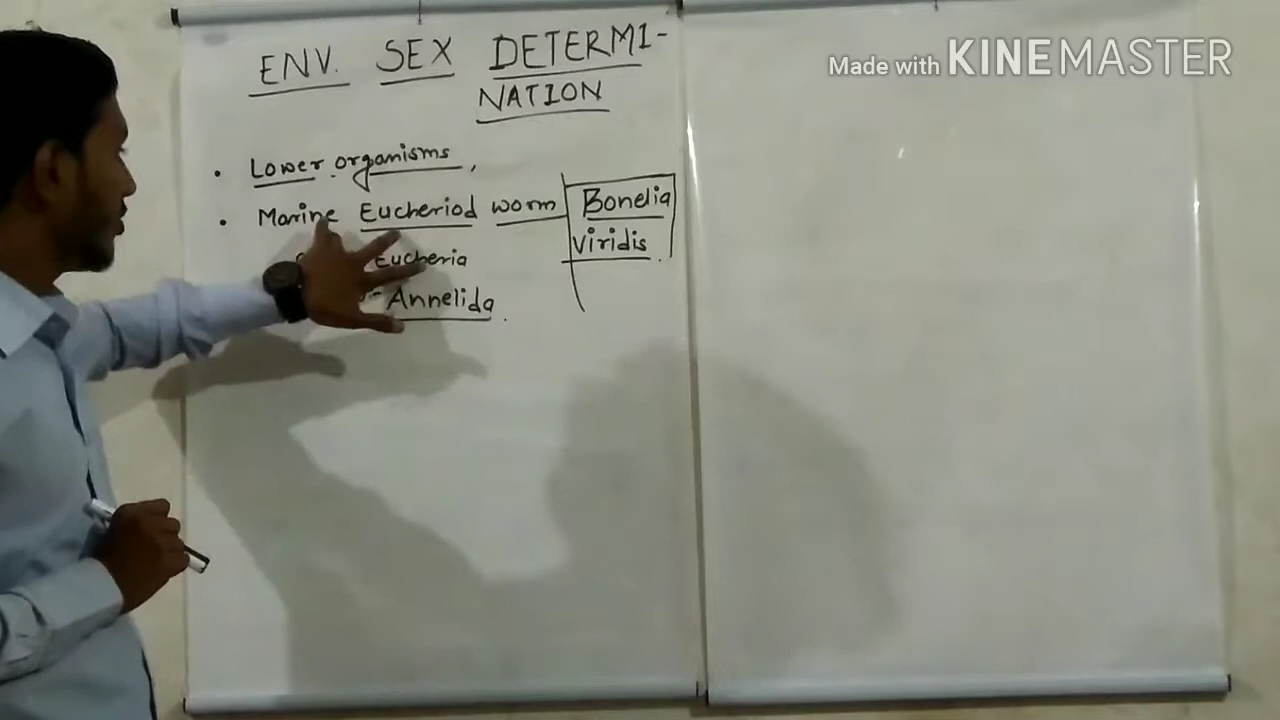 ENV. SEX DETERMI-
NATION
Made with KINEMASTER
• Lower organisms,
• Marine Eucheriod worm Bonelia
viridis.
Eucheria
Annelida.